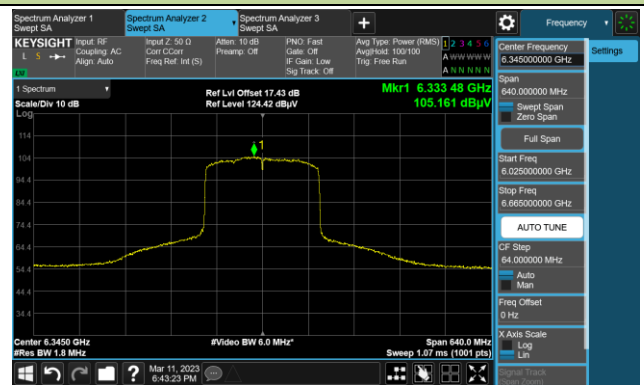 Spectrum Analyzer 1
Swept SA
Spectrum Analyzer 2
Swept SA
Spectrum Analyzer 3
Swept SA
Frequency
KEYSIGHT
L S
Input: RF
Coupling: AC
Align: Auto
Input Z: 50 Ω
Corr CCorr
Freq Ref: Int (S)
Atten: 10 dB
Preamp: Off
PNO: Fast
Gate: Off
IF Gain: Low
Sig Track: Off
Avg Type: Power (RMS)
Avg|Hold: 100/100
Trig: Free Run
1 2 3 4 5 6
A W W W W W
A N N N N N
1 Spectrum
Scale/Div 10 dB
Log
Ref Lvl Offset 17.43 dB
Ref Level 124.42 dBµV
Mkr1 6.333 48 GHz
105.161 dBµV
1
114
104
94.4
84.4
74.4
64.4
54.4
44.4
34.4
Center 6.3450 GHz
#Res BW 1.8 MHz
#Video BW 6.0 MHz*
Span 640.0 MHz
Sweep 1.07 ms (1001 pts)
Mar 11, 2023
6:43:23 PM
Center Frequency
6.345000000 GHz
Span
640.000000 MHz
Swept Span
Zero Span
Full Span
Start Freq
6.025000000 GHz
Stop Freq
6.665000000 GHz
AUTO TUNE
CF Step
64.000000 MHz
Auto
Man
Freq Offset
0 Hz
X Axis Scale
Log
Lin
Signal Track
(Span Zoom)
Settings